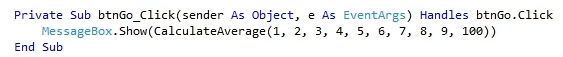 Private Sub btnGo_Click(sender As Object, e As EventArgs) Handles btnGo.Click
    MessageBox.Show(CalculateAverage(1, 2, 3, 4, 5, 6, 7, 8, 9, 100))
End Sub